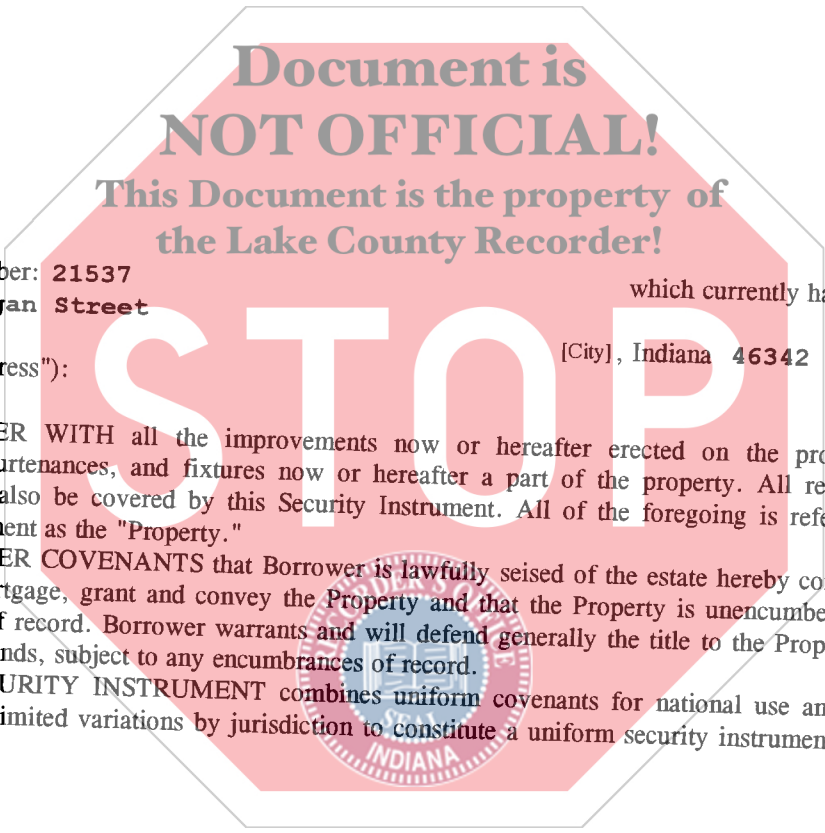 Document is
NOT OFFICIAL!
This Document is the property of
the Lake County Recorder!
ber: 21537
which currently ha
gan Street
[City], Indiana 46342
ress"):
STOP
ER WITH all the improvements now or hereafter erected on the pro
urtenances, and fixtures now or hereafter a part of the property. All re
also be covered by this Security Instrument. All of the foregoing is refe
ent as the "Property."
ER COVENANTS that Borrower is lawfully seised of the estate hereby co
rtgage, grant and convey the Property and that the Property is unencumbe
f record. Borrower warrants and will defend generally the title to the Prop
nds, subject to any encumbrances of record.
URITY INSTRUMENT combines uniform covenants for national use an
imited variations by jurisdiction to constitute a uniform security instrumen
SEAL
INDIANA